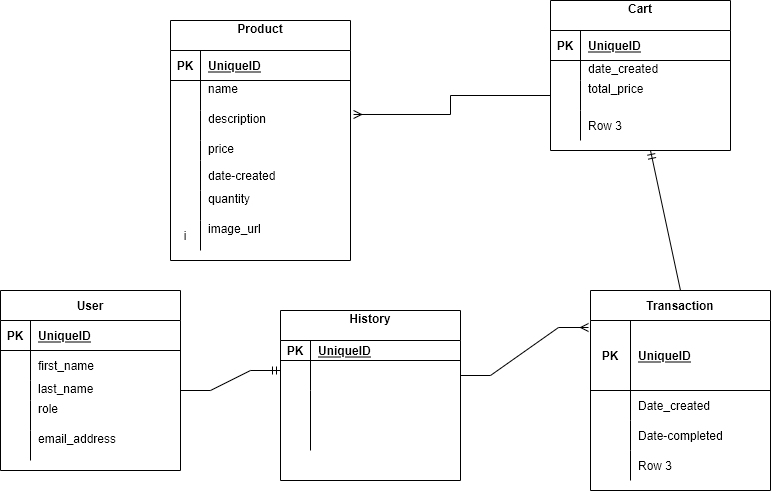 Product
PK UniqueID
name
description
price
date-created
quantity
i image_url
Cart
PK UniqueID
date_created
total_price
Row 3
User
PK UniqueID
first_name
last_name
role
email_address
History
PK UniqueID
Transaction
PK UniqueID
Date_created
Date-completed
Row 3